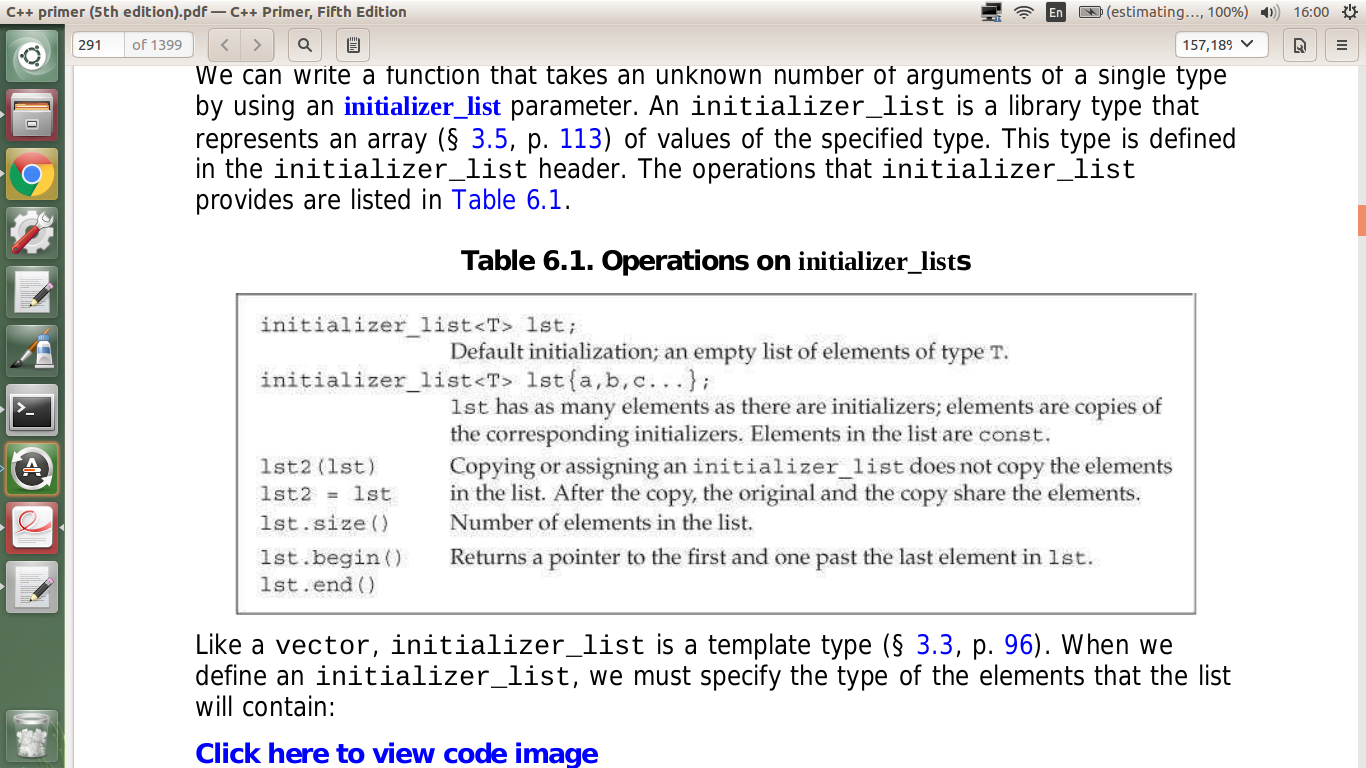 C++ primer (5th edition).pdf — C++ Primer, Fifth Edition
En
(estimating..., 100%)
16:00
291
of 1399
157,18%
We can write a function that takes an unknown number of arguments of a single type
by using an initializer_list parameter. An initializer_list is a library type that
represents an array (§ 3.5, p. 113) of values of the specified type. This type is defined
in the initializer_list header. The operations that initializer_list
provides are listed in Table 6.1.
Table 6.1. Operations on initializer_lists
initializer_list<T> lst;
Default initialization; an empty list of elements of type T.
initializer_list<T> lst{a,b,c...};
lst has as many elements as there are initializers; elements are copies of
the corresponding initializers. Elements in the list are const.
lst2(lst) Copying or assigning an initializer_list does not copy the elements
lst2 = lst in the list. After the copy, the original and the copy share the elements.
lst.size() Number of elements in the list.
lst.begin() Returns a pointer to the first and one past the last element in lst.
lst.end()
Like a vector, initializer_list is a template type (§ 3.3, p. 96). When we
define an initializer_list, we must specify the type of the elements that the list
will contain:
Click here to view code image